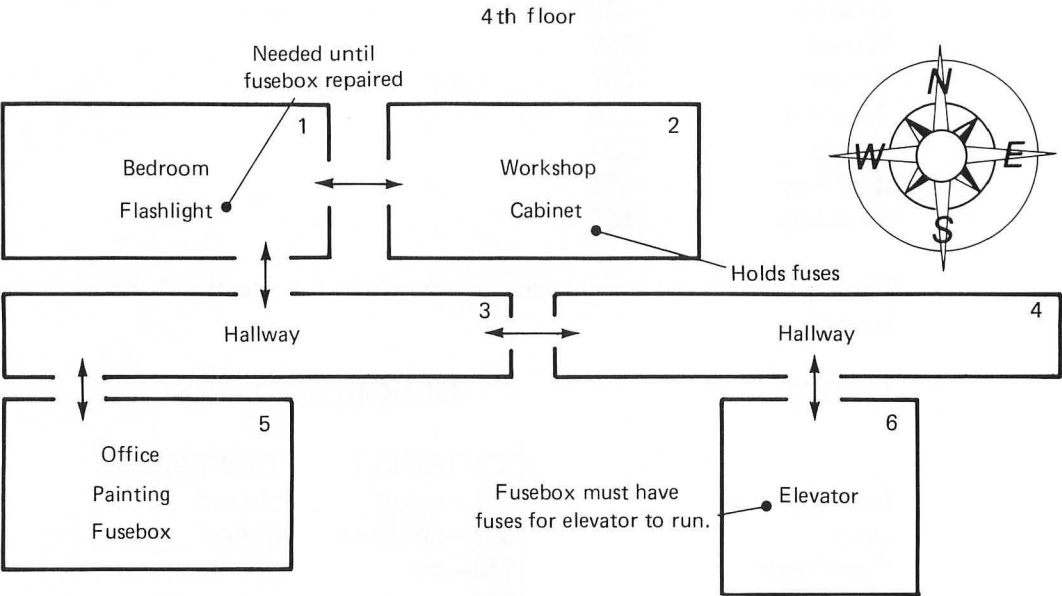 4th floor
Needed until
fusebox repaired
N
W
E
S
1
Bedroom
Flashlight
2
Workshop
Cabinet
Holds fuses
3
Hallway
4
Hallway
5
Office
Painting
Fusebox
6
Elevator
Fusebox must have
fuses for elevator to run.